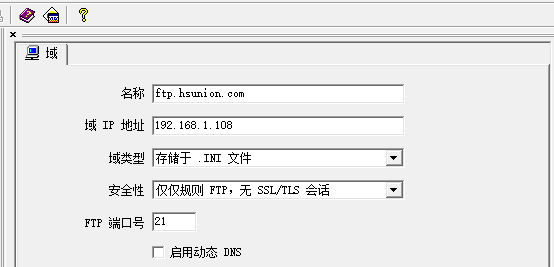 域
名称 ftp.hsunion.com
域 IP 地址 192.168.1.108
域类型 存储于 .INI 文件
安全性 仅仅规则 FTP，无 SSL/TLS 会话
FTP 端口号 21
启用动态 DNS